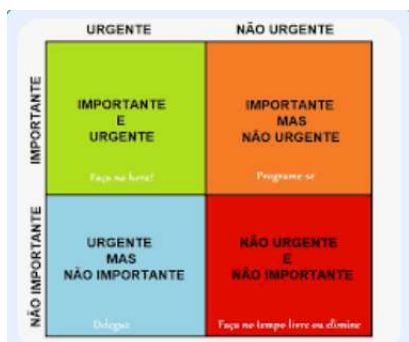 URGENTE
NÃO URGENTE
IMPORTANTE
IMPORTANTE
E
URGENTE
Faça na hora!
IMPORTANTE
MAS
NÃO URGENTE
Programe-se
NÃO IMPORTANTE
URGENTE
MAS
NÃO IMPORTANTE
Delegue
NÃO URGENTE
E
NÃO IMPORTANTE
Faça no tempo livre ou elimine